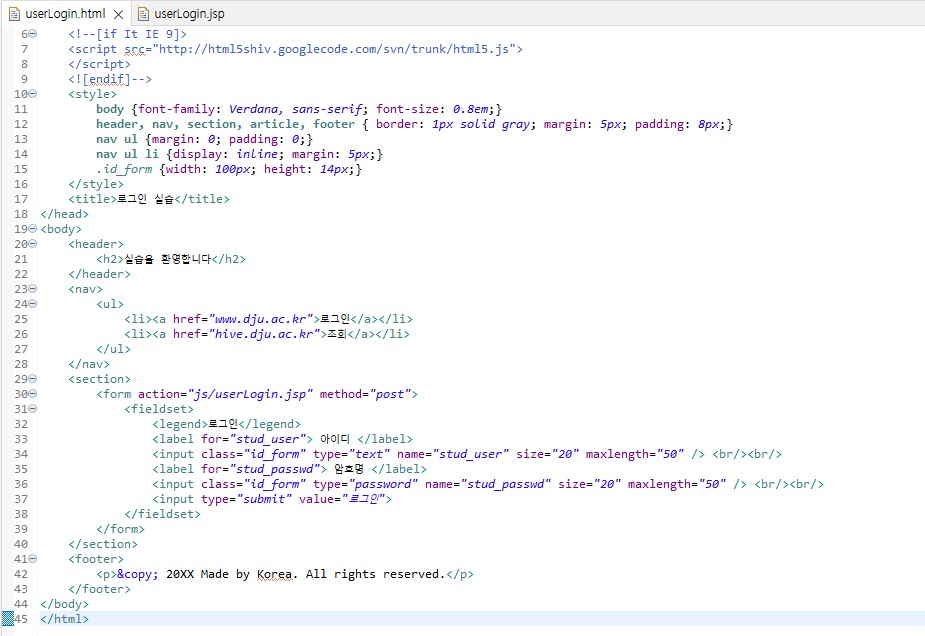 userLogin.html userLogin.jsp
6 <!--[if It IE 9]>
7 <script src="http://html5shiv.googlecode.com/svn/trunk/html5.js">
8 </script>
9 <![endif]-->
10 <style>
11 body {font-family: Verdana, sans-serif; font-size: 0.8em;}
12 header, nav, section, article, footer { border: 1px solid gray; margin: 5px; padding: 8px;}
13 nav ul {margin: 0; padding: 0;}
14 nav ul li {display: inline; margin: 5px;}
15 .id_form {width: 100px; height: 14px;}
16 </style>
17 <title>로그인 실습</title>
18 </head>
19 <body>
20 <header>
21 <h2>실습을 환영합니다</h2>
22 </header>
23 <nav>
24 <ul>
25 <li><a href="www.dju.ac.kr">로그인</a></li>
26 <li><a href="hive.dju.ac.kr">조회</a></li>
27 </ul>
28 </nav>
29 <section>
30 <form action="js/userLogin.jsp" method="post">
31 <fieldset>
32 <legend>로그인</legend>
33 <label for="stud_user"> 아이디 </label>
34 <input class="id_form" type="text" name="stud_user" size="20" maxlength="50" /> <br/><br/>
35 <label for="stud_passwd"> 암호명 </label>
36 <input class="id_form" type="password" name="stud_passwd" size="20" maxlength="50" /> <br/><br/>
37 <input type="submit" value="로그인">
38 </fieldset>
39 </form>
40 </section>
41 <footer>
42 <p>&copy; 20XX Made by Korea. All rights reserved.</p>
43 </footer>
44 </body>
45 </html>